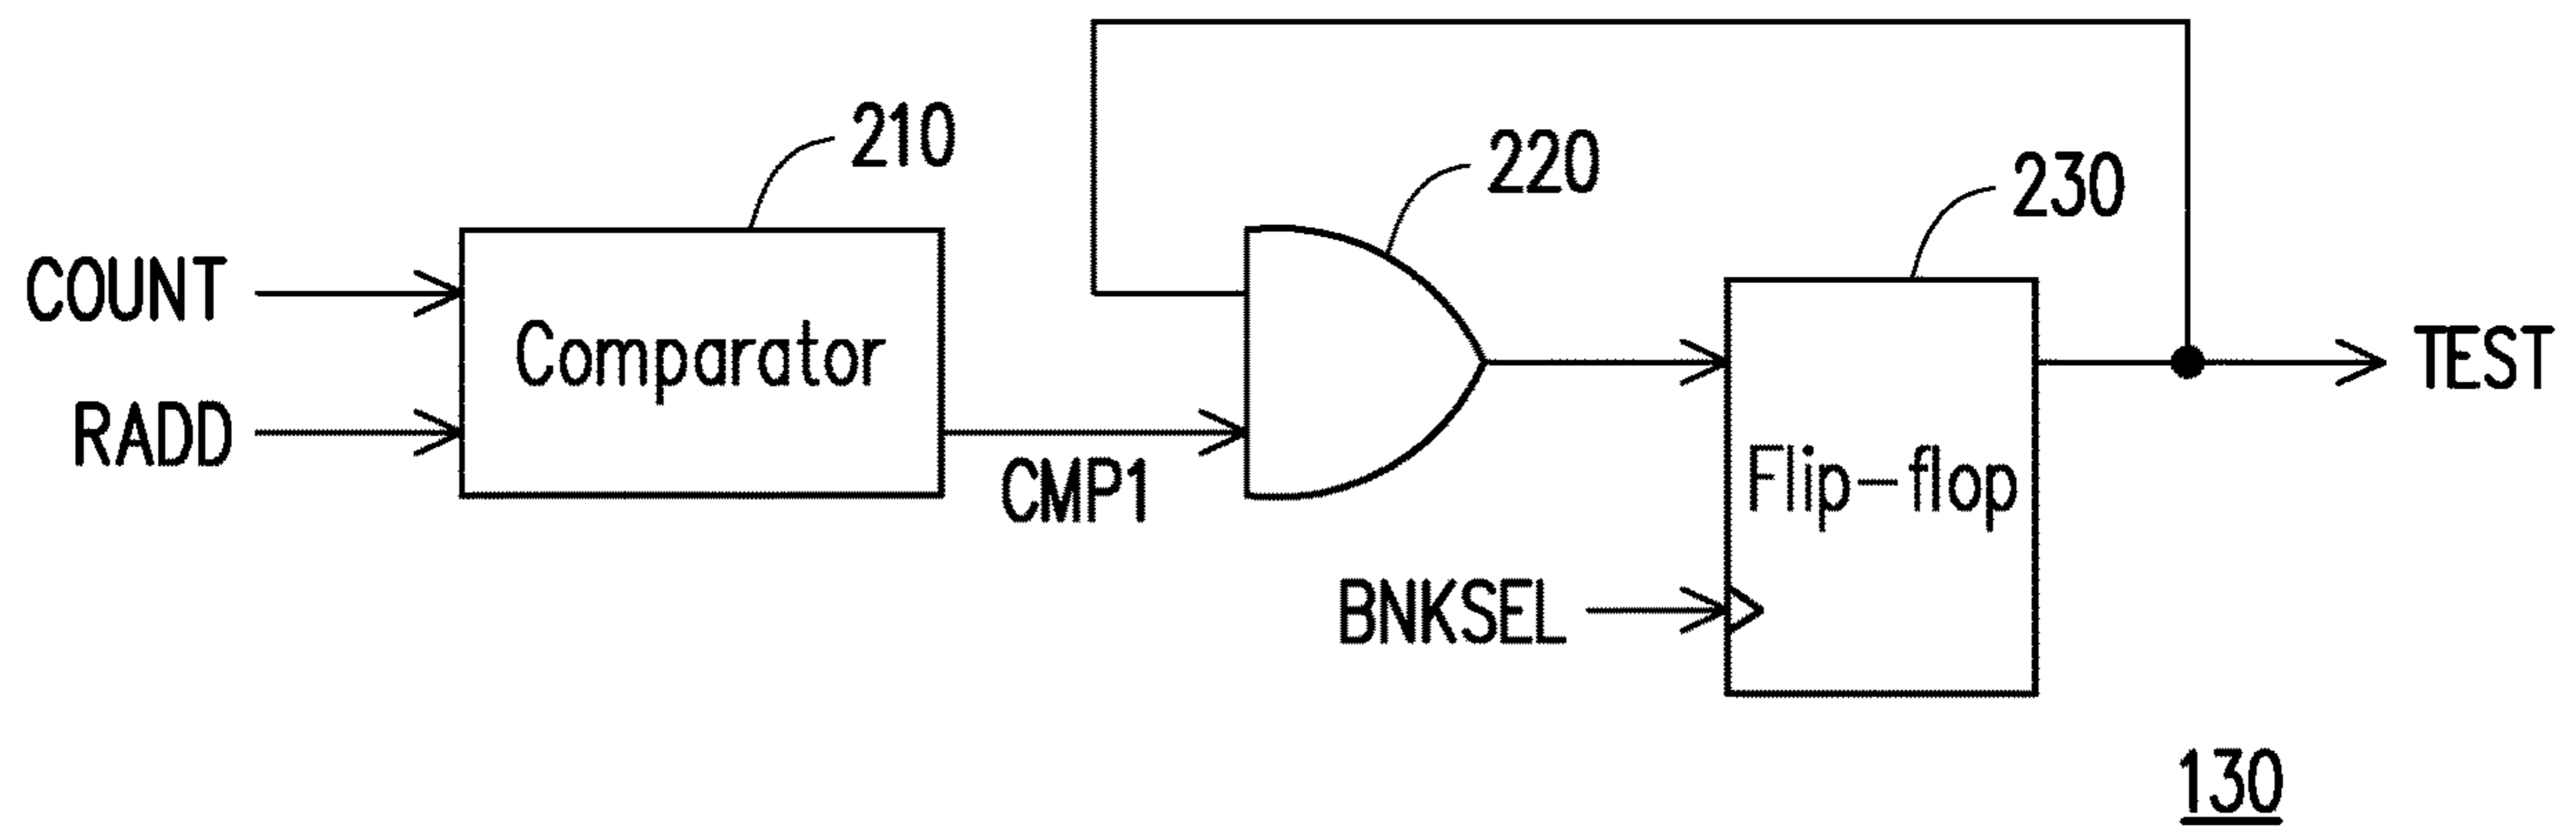 210
220
230
COUNT
Comparator
TEST
RADD
CMP1
Flip-flop
BNKSEL
130